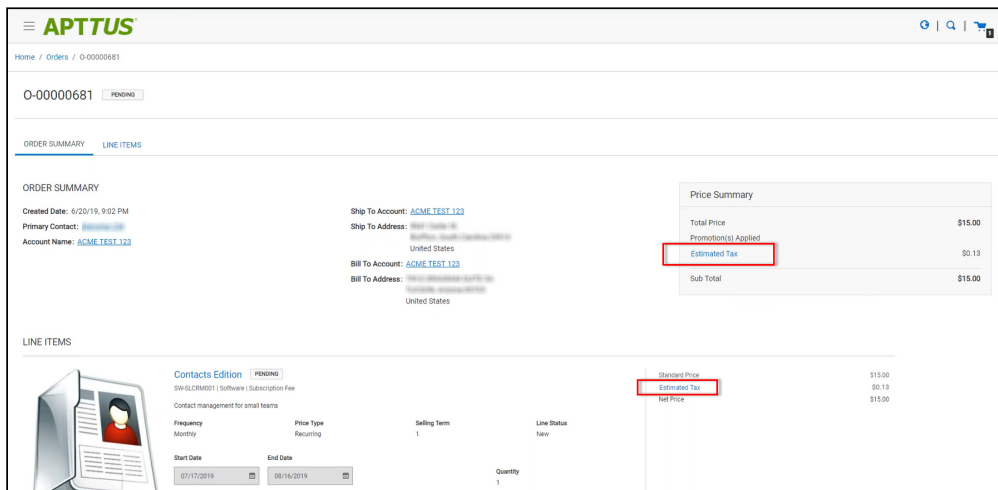 APTTUS
1
Home / Orders / O-00000681
O-00000681 PENDING
ORDER SUMMARY LINE ITEMS
ORDER SUMMARY
Created Date: 6/20/19, 9:02 PM
Primary Contact:
Account Name: ACME TEST 123
Ship To Account: ACME TEST 123
Ship To Address:
United States
Bill To Account: ACME TEST 123
Bill To Address:
United States
Price Summary
Total Price $15.00
Promotion(s) Applied
Estimated Tax $0.13
Sub Total $15.00
LINE ITEMS
Contacts Edition PENDING
SW-SLCRM001 | Software | Subscription Fee
Contact management for small teams
Frequency Price Type Selling Term Line Status
Monthly Recurring 1 New
Start Date End Date
07/17/2019 08/16/2019
Quantity
1
Standard Price $15.00
Estimated Tax $0.13
Net Price $15.00